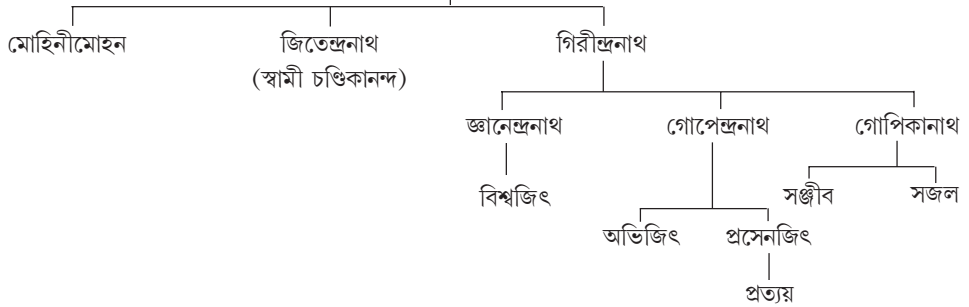 মোহিনীমোহন জিতেন্দ্রনাথ গিরীন্দ্রনাথ
(স্বামী চণ্ডিকানন্দ)
জ্ঞানেন্দ্রনাথ গোপেন্দ্রনাথ গোপিকানাথ
বিশ্বজিৎ সঞ্জীব সজল
অভিজিৎ প্রসেনজিৎ
প্রত্যয়